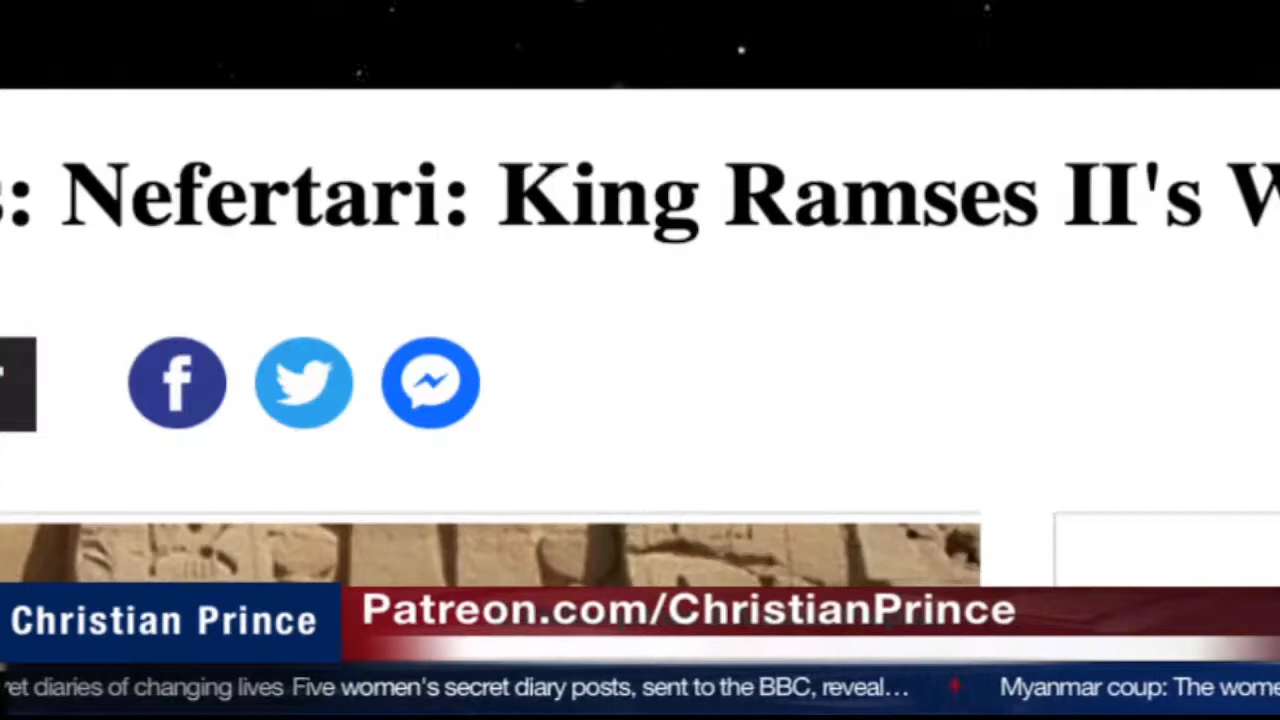 s: Nefertari: King Ramses II's W
Christian Prince
Patreon.com/ChristianPrince
ret diaries of changing lives Five women's secret diary posts, sent to the BBC, reveal... Myanmar coup: The wome